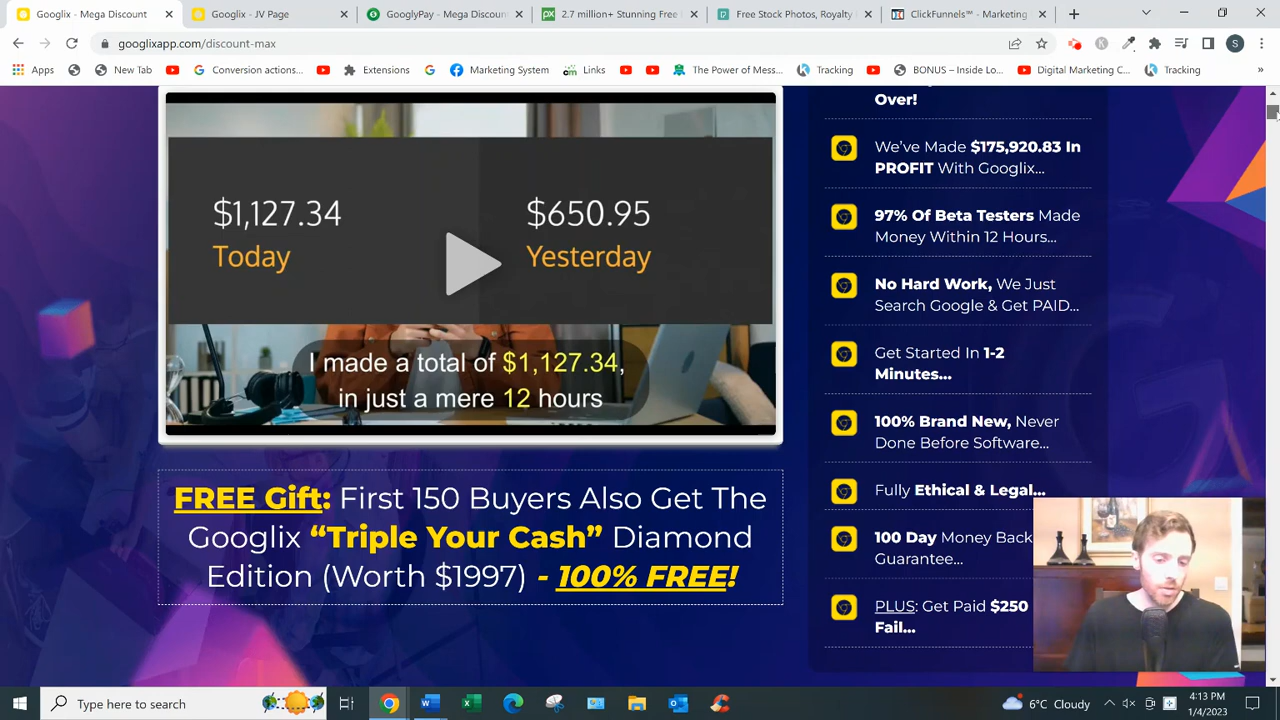 Googlix - Mega Discount
Googlix - JV Page
GooglyPay - Mega Discoun
2.7 million+ Stunning Free
Free Stock Photos, Royalty
ClickFunnels™ - Marketing
googlixapp.com/discount-max
S
Apps
New Tab
Conversion actions...
Extensions
Marketing System
Links
The Power of Mess...
Tracking
BONUS – Inside Lo...
Digital Marketing C...
Tracking
»
$1,127.34
Today
$650.95
Yesterday
I made a total of $1,127.34,
in just a mere 12 hours
FREE Gift: First 150 Buyers Also Get The
Googlix “Triple Your Cash” Diamond
Edition (Worth $1997) - 100% FREE!
Over!
We’ve Made $175,920.83 In
PROFIT With Googlix...
97% Of Beta Testers Made
Money Within 12 Hours...
No Hard Work, We Just
Search Google & Get PAID...
Get Started In 1-2
Minutes...
100% Brand New, Never
Done Before Software...
Fully Ethical & Legal...
100 Day Money Back
Guarantee...
PLUS: Get Paid $250
Fail...
Type here to search
6°C Cloudy
4:13 PM
1/4/2023